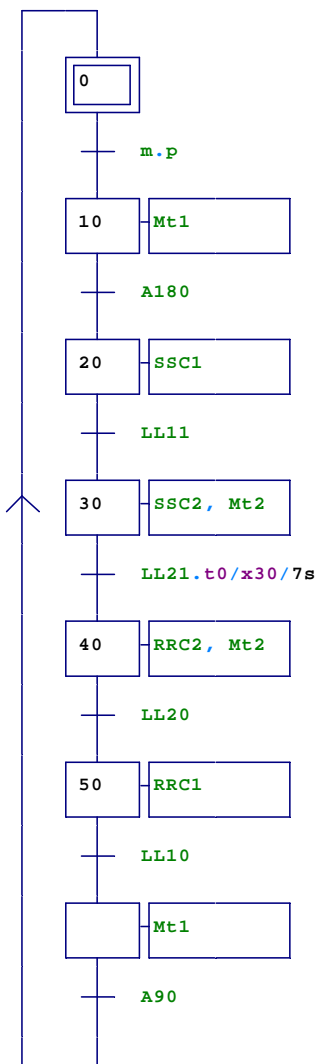 0
m.p
10 Mt1
A180
20 SSC1
LL11
30 SSC2, Mt2
LL21.t0/x30/7s
40 RRC2, Mt2
LL20
50 RRC1
LL10
Mt1
A90